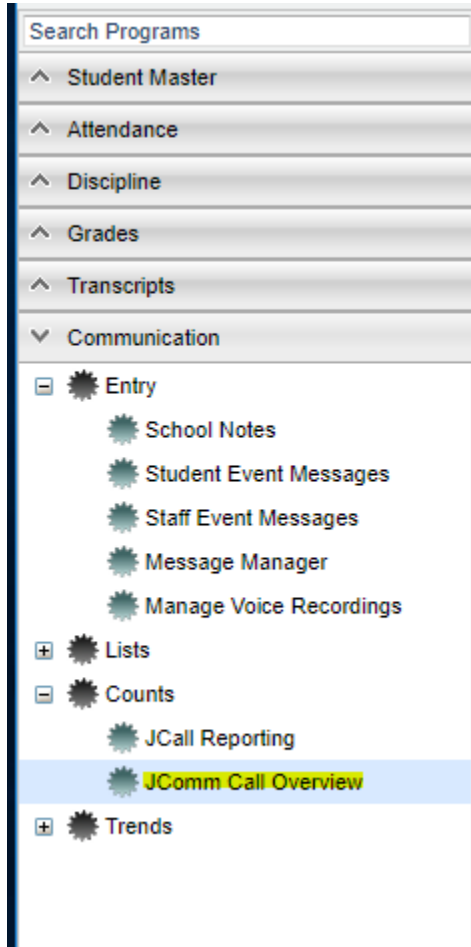 Search Programs
Student Master
Attendance
Discipline
Grades
Transcripts
Communication
Entry
School Notes
Student Event Messages
Staff Event Messages
Message Manager
Manage Voice Recordings
Lists
Counts
JCall Reporting
JComm Call Overview
Trends